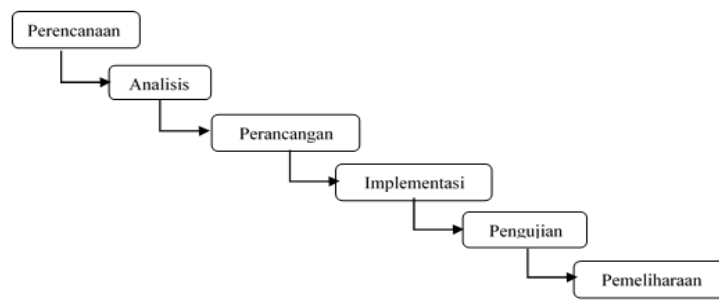 Perencanaan
Analisis
Perancangan
Implementasi
Pengujian
Pemeliharaan